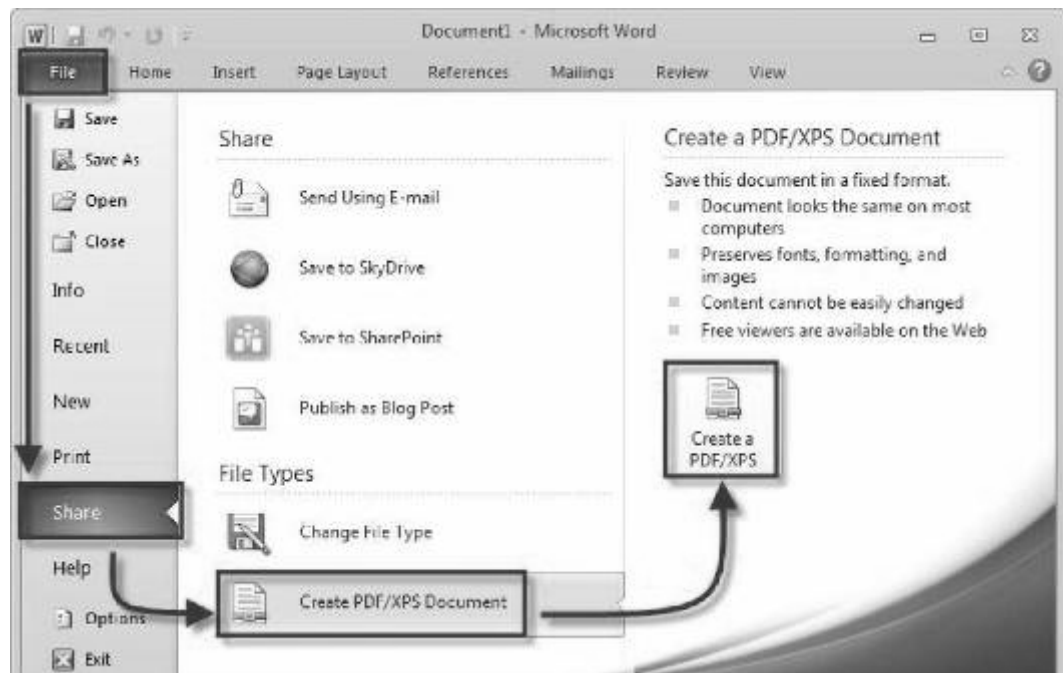 Document1 - Microsoft Word
File Home Insert Page Layout References Mailings Review View
Save
Save As
Open
Close
Info
Recent
New
Print
Share
Help
Options
Exit
Share
Send Using E-mail
Save to SkyDrive
Save to SharePoint
Publish as Blog Post
File Types
Change File Type
Create PDF/XPS Document
Create a PDF/XPS Document
Save this document in a fixed format.
Document looks the same on most
computers
Preserves fonts, formatting, and
images
Content cannot be easily changed
Free viewers are available on the Web
Create a
PDF/XPS